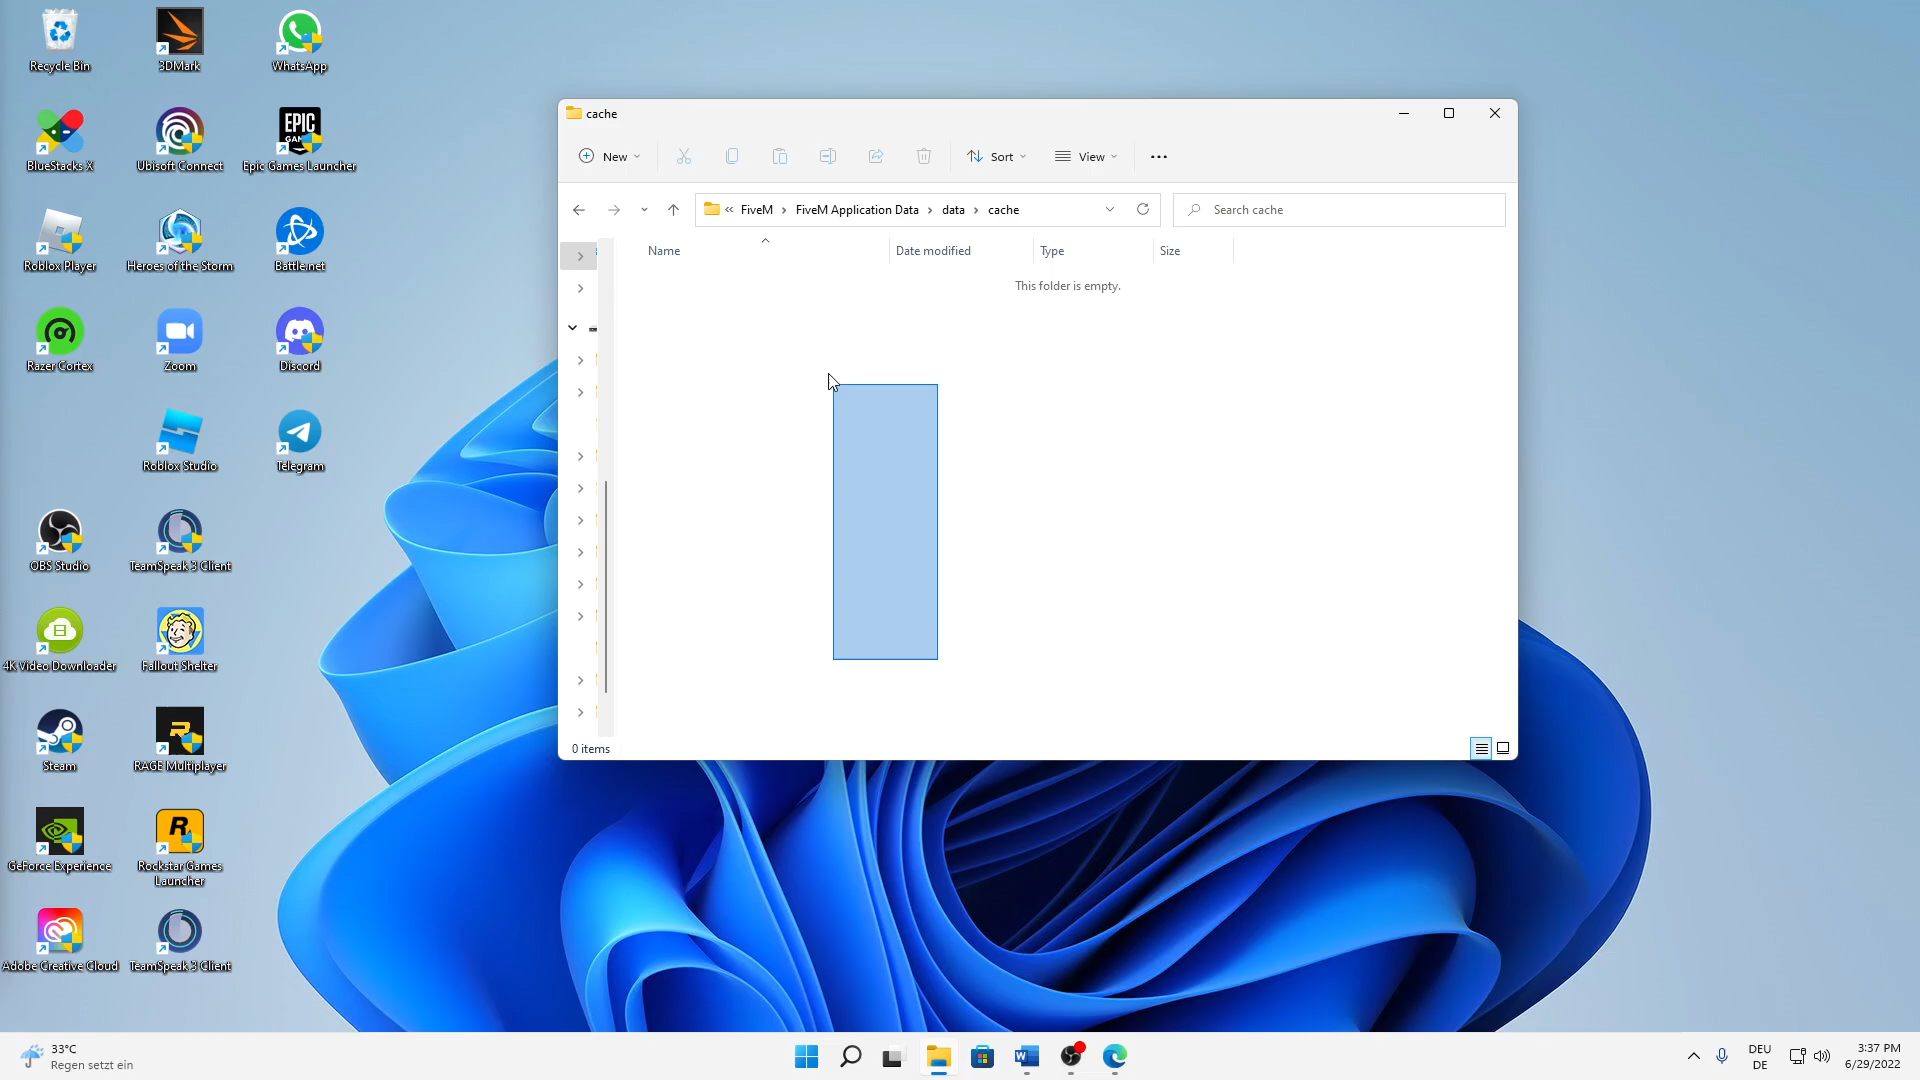 Recycle Bin
3DMark
WhatsApp
BlueStacks X
Ubisoft Connect
EPIC
GAMES
Epic Games Launcher
Roblox Player
Heroes of the Storm
Battle.net
Razer Cortex
Zoom
Discord
Roblox Studio
Telegram
OBS Studio
TeamSpeak 3 Client
4K Video Downloader
Fallout Shelter
Steam
RAGE Multiplayer
GeForce Experience
Rockstar Games
Launcher
Adobe Creative Cloud
TeamSpeak 3 Client
cache
New
Sort
View
« FiveM › FiveM Application Data › data › cache
Search cache
Name
Date modified
Type
Size
This folder is empty.
0 items
33°C
Regen setzt ein
DEU
DE
3:37 PM
6/29/2022